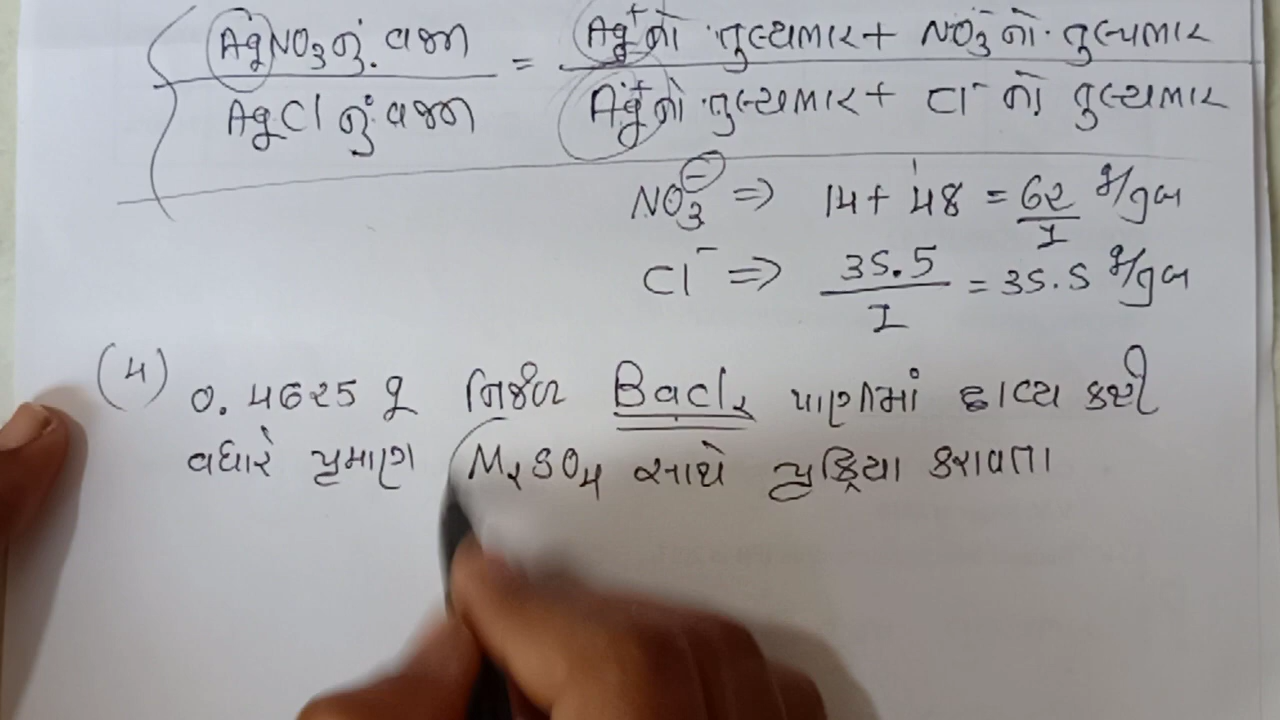 AgNO₃નું વજન / AgCl નું વજન = Ag⁺નો તુલ્યભાર + NO₃⁻ નો તુલ્યભાર / Ag⁺નો તુલ્યભાર + Cl⁻ નો તુલ્યભાર
NO₃⁻ ⇒ 14 + 48 = 62/1 ગ્રા/તુલ્ય
Cl⁻ ⇒ 35.5/1 = 35.5 ગ્રા/તુલ્ય
(4) 0.4625 g નિર્જળ BaCl₂ પાણીમાં દ્રાવ્ય કરી
વધારે પ્રમાણ M₂SO₄ સાથે પ્રક્રિયા કરાવતા